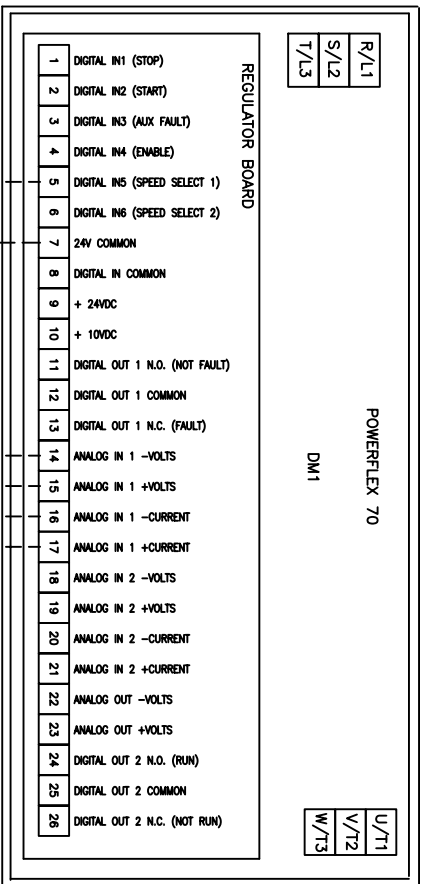 R/L1
S/L2
T/L3
REGULATOR BOARD
1 DIGITAL IN1 (STOP)
2 DIGITAL IN2 (START)
3 DIGITAL IN3 (AUX FAULT)
4 DIGITAL IN4 (ENABLE)
5 DIGITAL IN5 (SPEED SELECT 1)
6 DIGITAL IN6 (SPEED SELECT 2)
7 24V COMMON
8 DIGITAL IN COMMON
9 + 24VDC
10 + 10VDC
11 DIGITAL OUT 1 N.O. (NOT FAULT)
12 DIGITAL OUT 1 COMMON
13 DIGITAL OUT 1 N.C. (FAULT)
14 ANALOG IN 1 -VOLTS
15 ANALOG IN 1 +VOLTS
16 ANALOG IN 1 -CURRENT
17 ANALOG IN 1 +CURRENT
18 ANALOG IN 2 -VOLTS
19 ANALOG IN 2 +VOLTS
20 ANALOG IN 2 -CURRENT
21 ANALOG IN 2 +CURRENT
22 ANALOG OUT -VOLTS
23 ANALOG OUT +VOLTS
24 DIGITAL OUT 2 N.O. (RUN)
25 DIGITAL OUT 2 COMMON
26 DIGITAL OUT 2 N.C. (NOT RUN)
POWERFLEX 70
DM1
U/T1
V/T2
W/T3